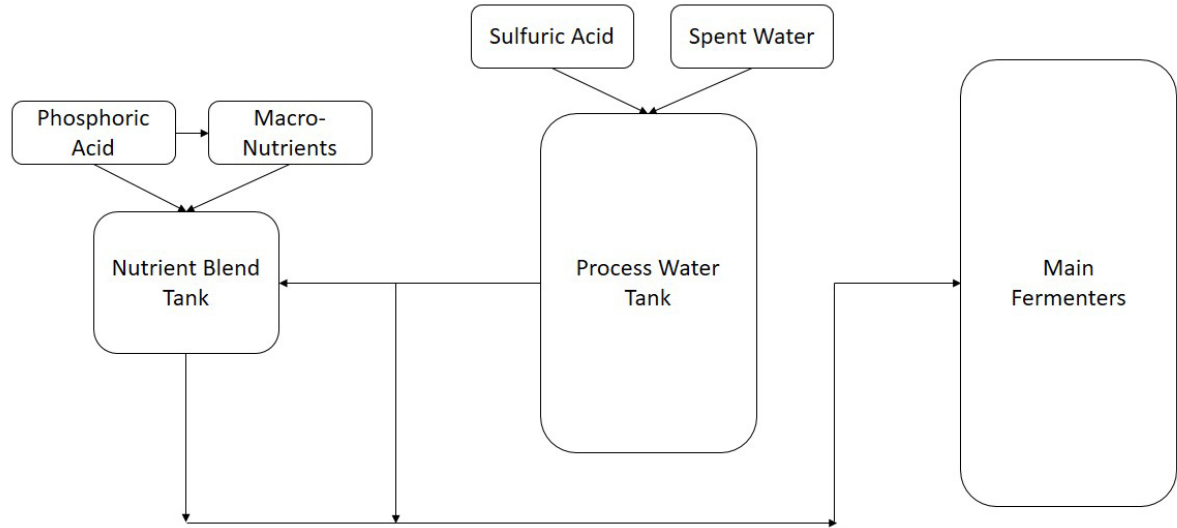 Sulfuric Acid
Spent Water
Phosphoric
Acid
Macro-
Nutrients
Nutrient Blend
Tank
Process Water
Tank
Main
Fermenters